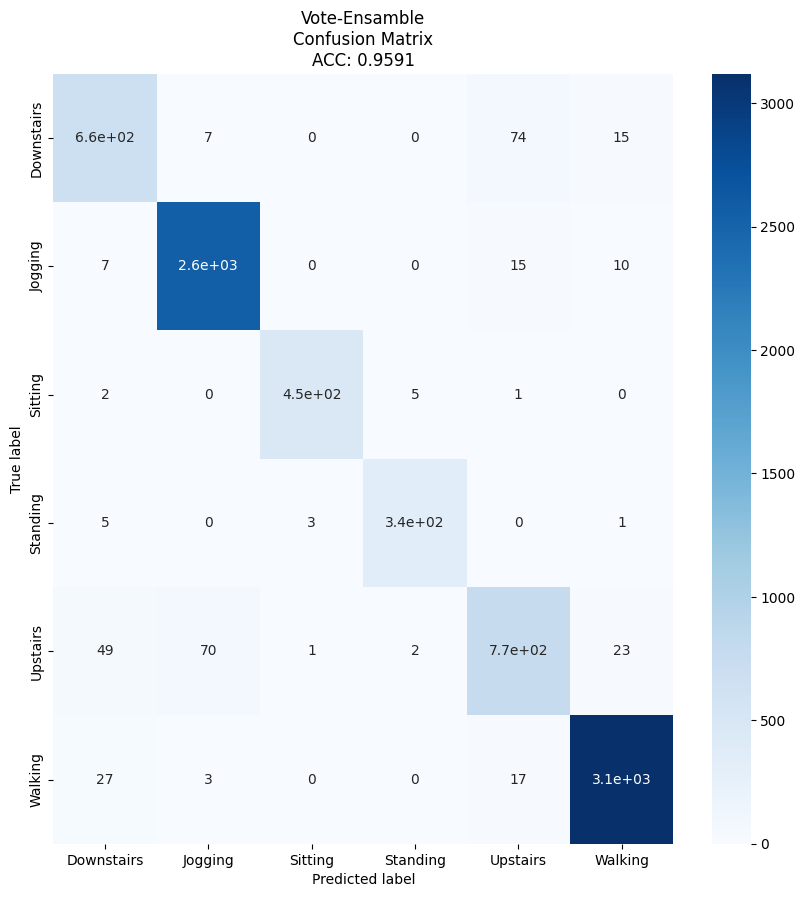 Vote-Ensamble
Confusion Matrix
ACC: 0.9591
Downstairs 6.6e+02 7 0 0 74 15
Jogging 7 2.6e+03 0 0 15 10
Sitting 2 0 4.5e+02 5 1 0
Standing 5 0 3 3.4e+02 0 1
Upstairs 49 70 1 2 7.7e+02 23
Walking 27 3 0 0 17 3.1e+03
True label
Downstairs Jogging Sitting Standing Upstairs Walking
Predicted label
3000
2500
2000
1500
1000
500
0